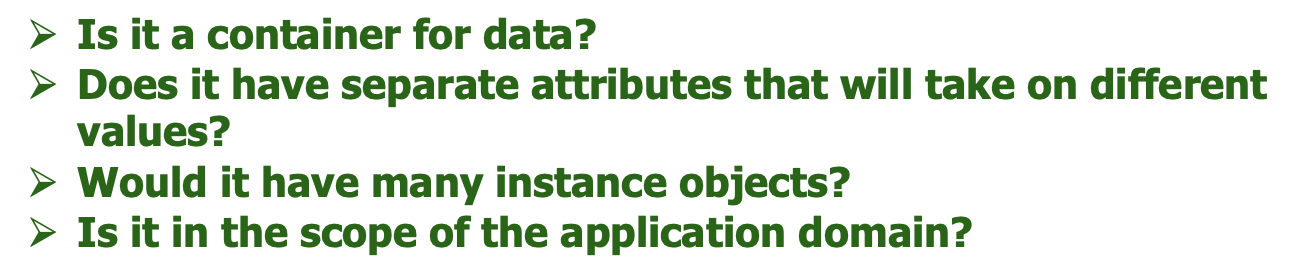 ➢ Is it a container for data?
➢ Does it have separate attributes that will take on different
values?
➢ Would it have many instance objects?
➢ Is it in the scope of the application domain?